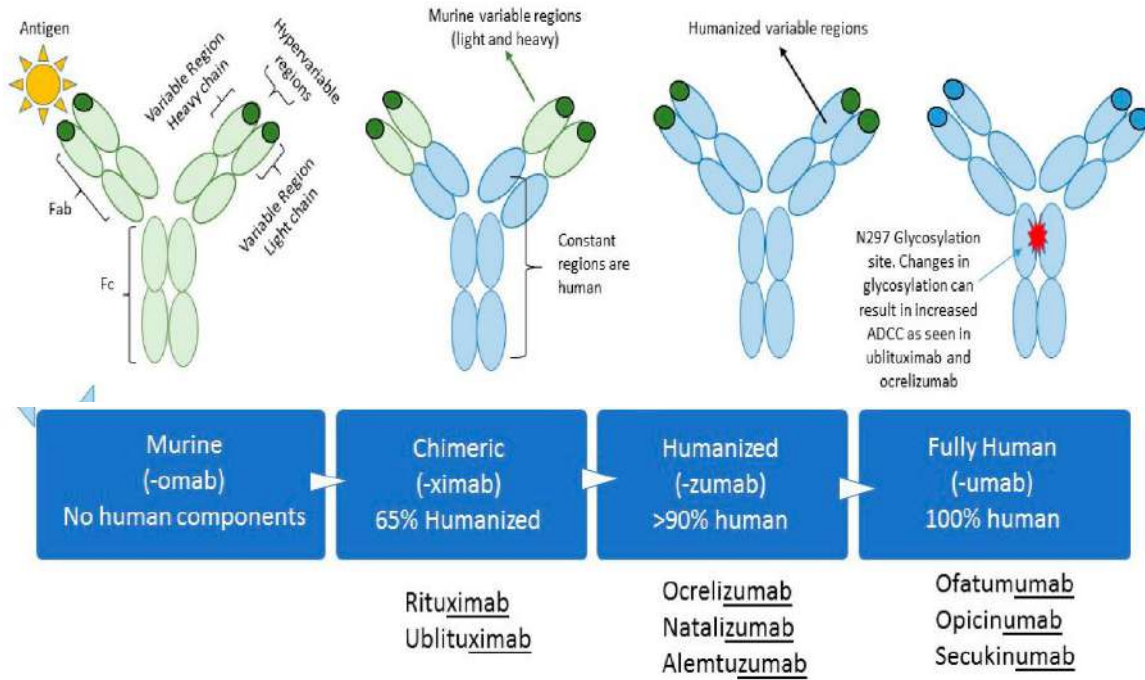 Antigen
Variable Region
Heavy chain
Hypervariable
regions
Fab
Variable Region
Light chain
Fc
Murine variable regions
(light and heavy)
Constant
regions are
human
Humanized variable regions
N297 Glycosylation
site. Changes in
glycosylation can
result in increased
ADCC as seen in
ublituximab and
ocrelizumab
Murine
(-omab)
No human components
Chimeric
(-ximab)
65% Humanized
Humanized
(-zumab)
>90% human
Fully Human
(-umab)
100% human
Rituximab
Ublituximab
Ocrelizumab
Natalizumab
Alemtuzumab
Ofatumumab
Opicinumab
Secukinumab